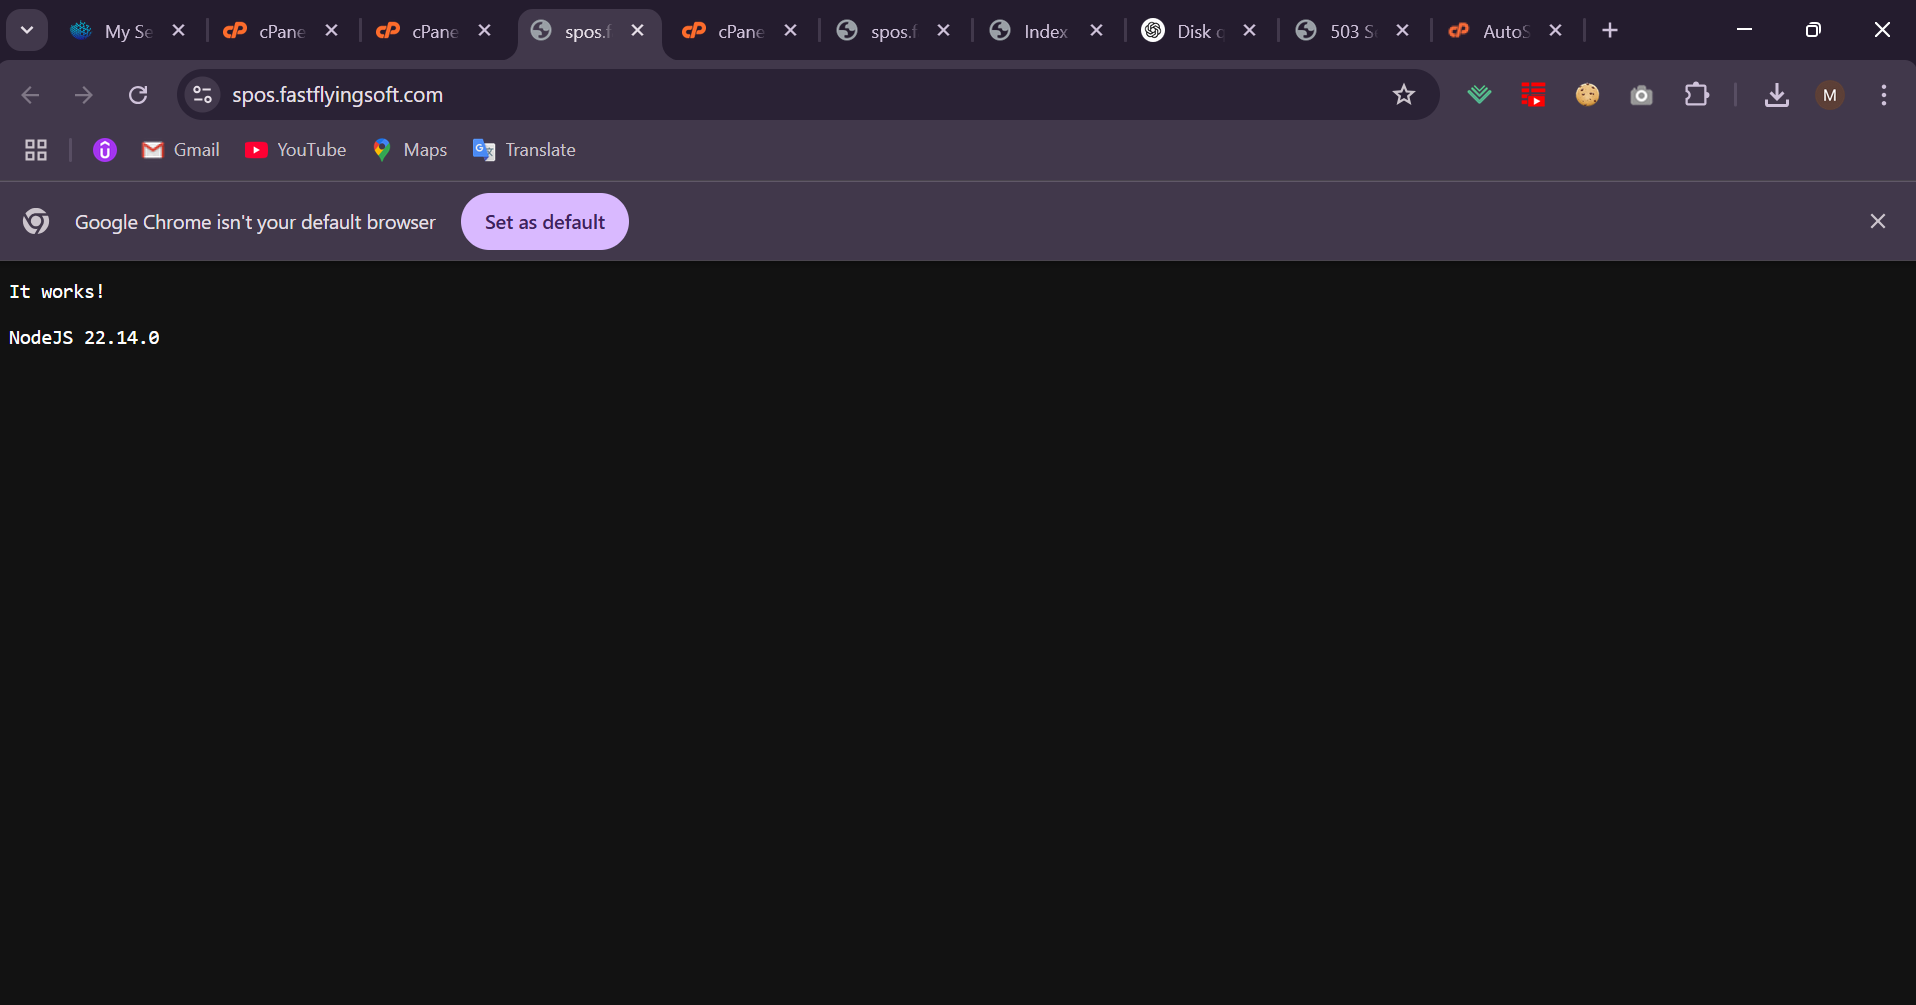 My Se
cPane
cPane
spos.f
cPane
spos.f
Index
Disk q
503 Se
AutoS
spos.fastflyingsoft.com
M
Gmail
YouTube
Maps
Translate
Google Chrome isn't your default browser
Set as default
It works!
NodeJS 22.14.0